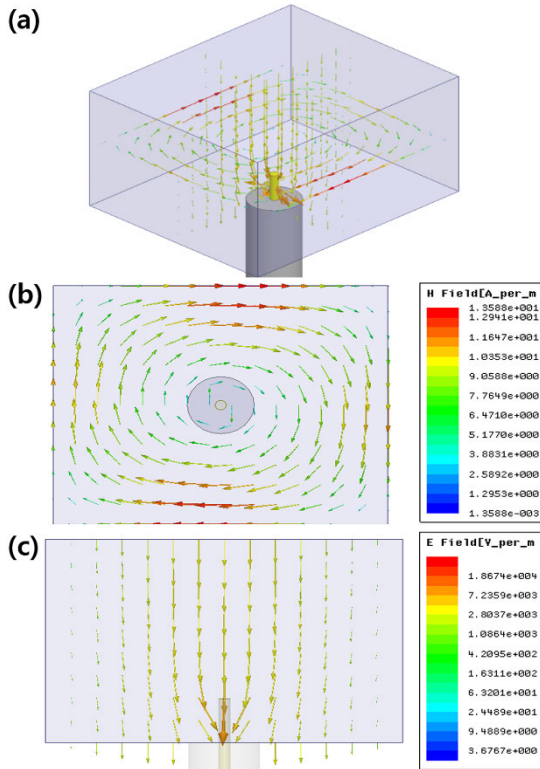 (a)
(b)
H Field[A_per_m
1.3588e+001
1.2941e+001
1.1647e+001
1.0353e+001
9.0588e+000
7.7649e+000
6.4710e+000
5.1770e+000
3.8831e+000
2.5892e+000
1.2953e+000
1.3588e-003
(c)
E Field[V_per_m
1.8674e+004
7.2359e+003
2.8037e+003
1.0864e+003
4.2095e+002
1.6311e+002
6.3201e+001
2.4489e+001
9.4889e+000
3.6767e+000